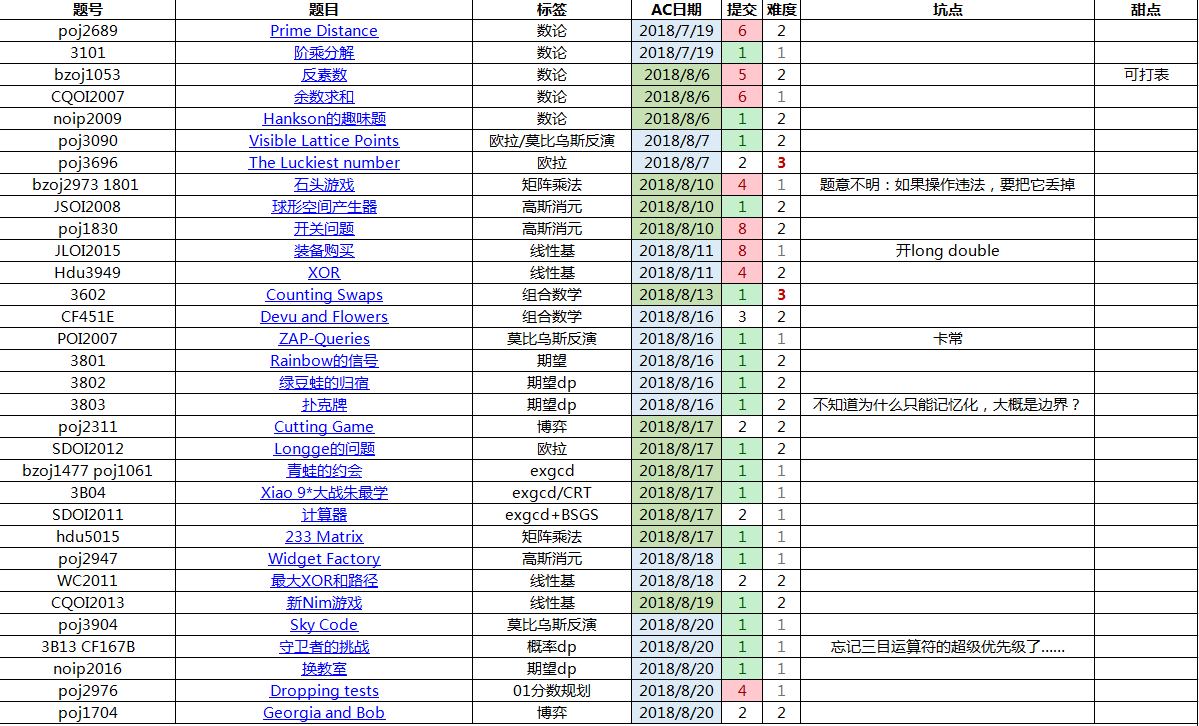 题号 题目 标签 AC日期 提交 难度 坑点 甜点
poj2689 Prime Distance 数论 2018/7/19 6 2
3101 阶乘分解 数论 2018/7/19 1 1
bzoj1053 反素数 数论 2018/8/6 5 2 可打表
CQOI2007 余数求和 数论 2018/8/6 6 1
noip2009 Hankson的趣味题 数论 2018/8/6 1 2
poj3090 Visible Lattice Points 欧拉/莫比乌斯反演 2018/8/7 1 2
poj3696 The Luckiest number 欧拉 2018/8/7 2 3
bzoj2973 1801 石头游戏 矩阵乘法 2018/8/10 4 1 题意不明：如果操作违法，要把它丢掉
JSOI2008 球形空间产生器 高斯消元 2018/8/10 1 2
poj1830 开关问题 高斯消元 2018/8/10 8 2
JLOI2015 装备购买 线性基 2018/8/11 8 1 开long double
Hdu3949 XOR 线性基 2018/8/11 4 2
3602 Counting Swaps 组合数学 2018/8/13 1 3
CF451E Devu and Flowers 组合数学 2018/8/16 3 2
POI2007 ZAP-Queries 莫比乌斯反演 2018/8/16 1 1 卡常
3801 Rainbow的信号 期望 2018/8/16 1 2
3802 绿豆蛙的归宿 期望dp 2018/8/16 1 2
3803 扑克牌 期望dp 2018/8/16 1 2 不知道为什么只能记忆化，大概是边界？
poj2311 Cutting Game 博弈 2018/8/17 2 2
SDOI2012 Longge的问题 欧拉 2018/8/17 1 2
bzoj1477 poj1061 青蛙的约会 exgcd 2018/8/17 1 1
3B04 Xiao 9*大战朱最学 exgcd/CRT 2018/8/17 1 1
SDOI2011 计算器 exgcd+BSGS 2018/8/17 2 1
hdu5015 233 Matrix 矩阵乘法 2018/8/17 1 1
poj2947 Widget Factory 高斯消元 2018/8/18 1 1
WC2011 最大XOR和路径 线性基 2018/8/18 2 2
CQOI2013 新Nim游戏 线性基 2018/8/19 1 2
poj3904 Sky Code 莫比乌斯反演 2018/8/20 1 1
3B13 CF167B 守卫者的挑战 概率dp 2018/8/20 1 1 忘记三目运算符的超级优先级了......
noip2016 换教室 期望dp 2018/8/20 1 1
poj2976 Dropping tests 01分数规划 2018/8/20 4 1
poj1704 Georgia and Bob 博弈 2018/8/20 2 2